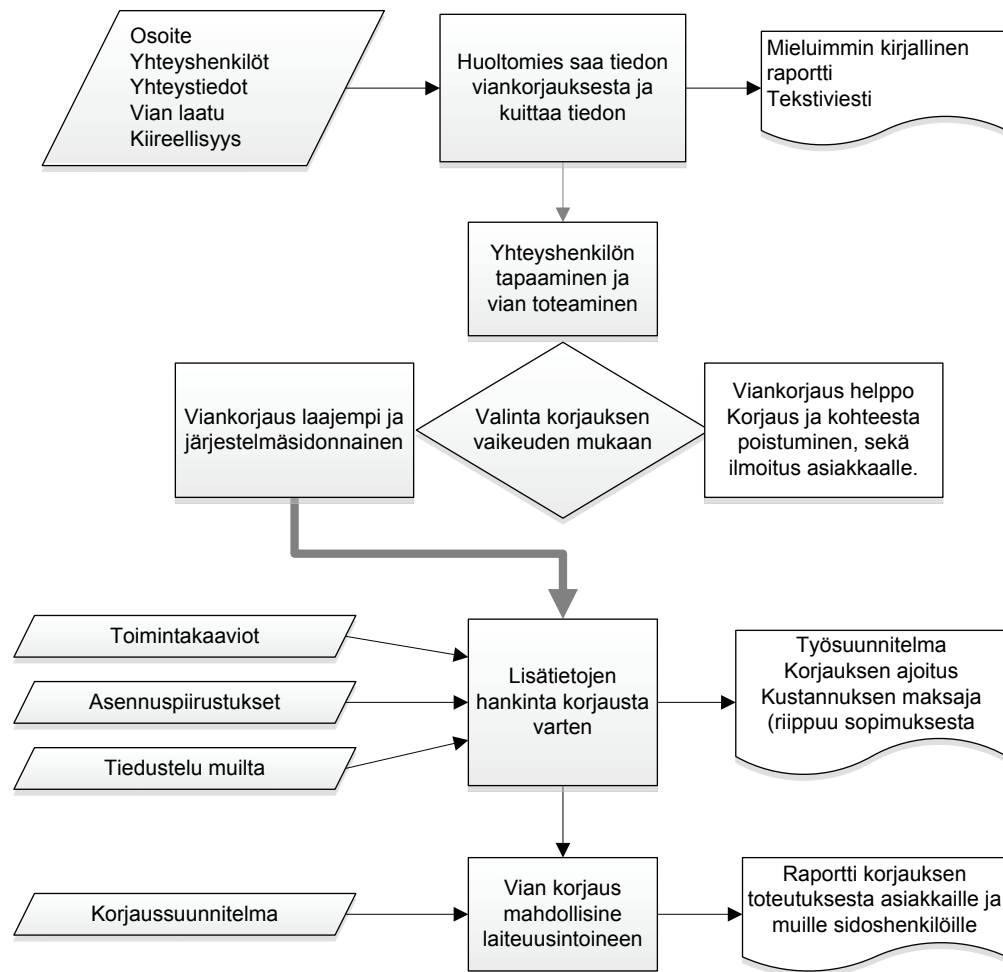 Osoite
Yhteyshenkilöt
Yhteystiedot
Vian laatu
Kiireellisyys
Huoltomies saa tiedon
viankorjauksesta ja
kuittaa tiedon
Mieluimmin kirjallinen
raportti
Tekstiviesti
Yhteyshenkilön
tapaaminen ja
vian toteaminen
Viankorjaus laajempi ja
järjestelmäsidonnainen
Valinta korjauksen
vaikeuden mukaan
Viankorjaus helppo
Korjaus ja kohteesta
poistuminen, sekä
ilmoitus asiakkaalle.
Toimintakaaviot
Asennuspiirustukset
Tiedustelu muilta
Lisätietojen
hankinta korjausta
varten
Työsuunnitelma
Korjauksen ajoitus
Kustannuksen maksaja
(riippuu sopimuksesta
Korjaussuunnitelma
Vian korjaus
mahdollisine
laiteuusintoineen
Raportti korjauksen
toteutuksesta asiakkaille ja
muille sidoshenkilöille